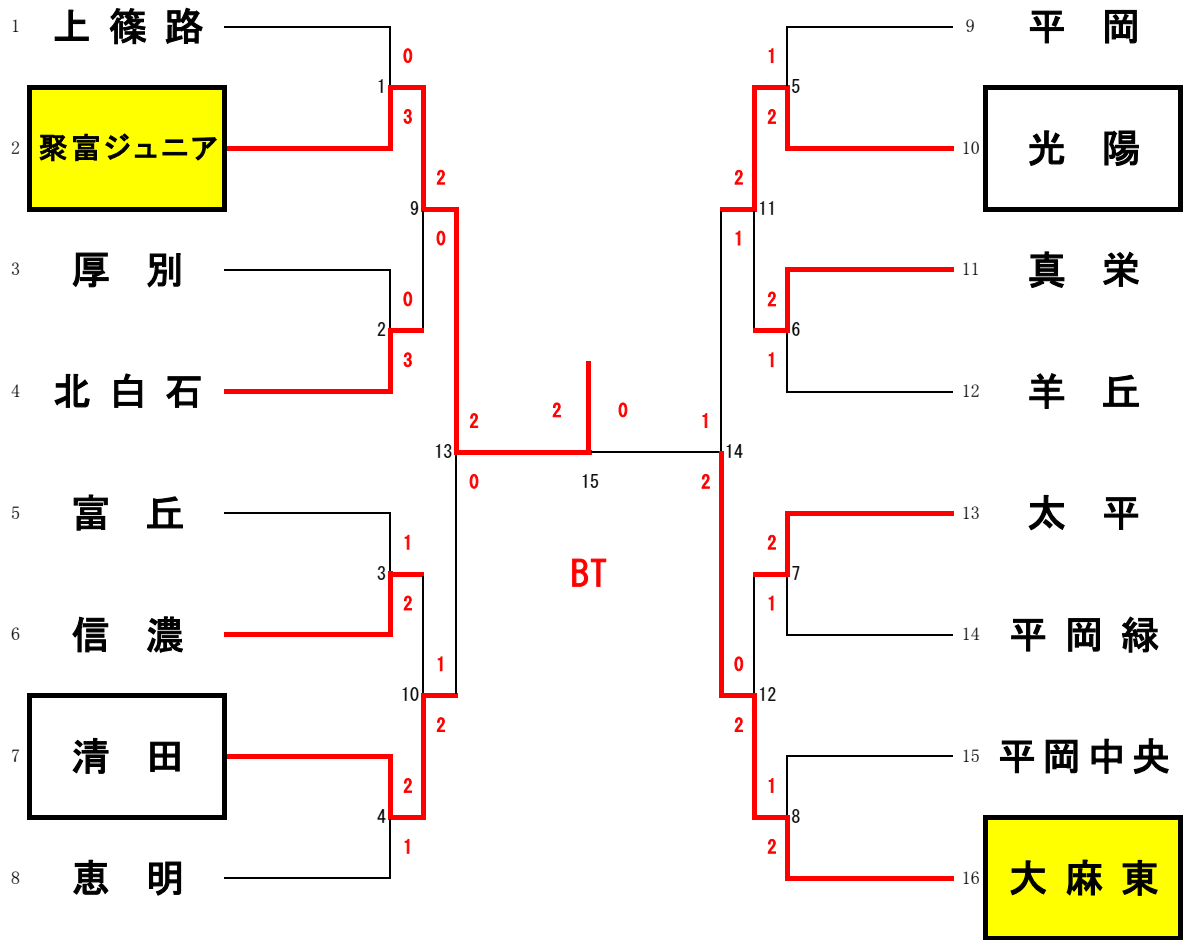 1 上篠路 9 平岡
0 1
1 5
2 聚富ジュニア 3 2 10 光陽
2 2
9 11
3 厚別 0 1 11 真栄
0 2
2 6
3 1
4 北白石 12 羊丘
2 2 0 1
13 14
0 15 2
5 富丘 13 太平
1 2
3 BT 7
2 1
6 信濃 14 平岡緑
1 0
10 12
2 2
7 清田 15 平岡中央
2 1
4 8
1 2
8 恵明 16 大麻東